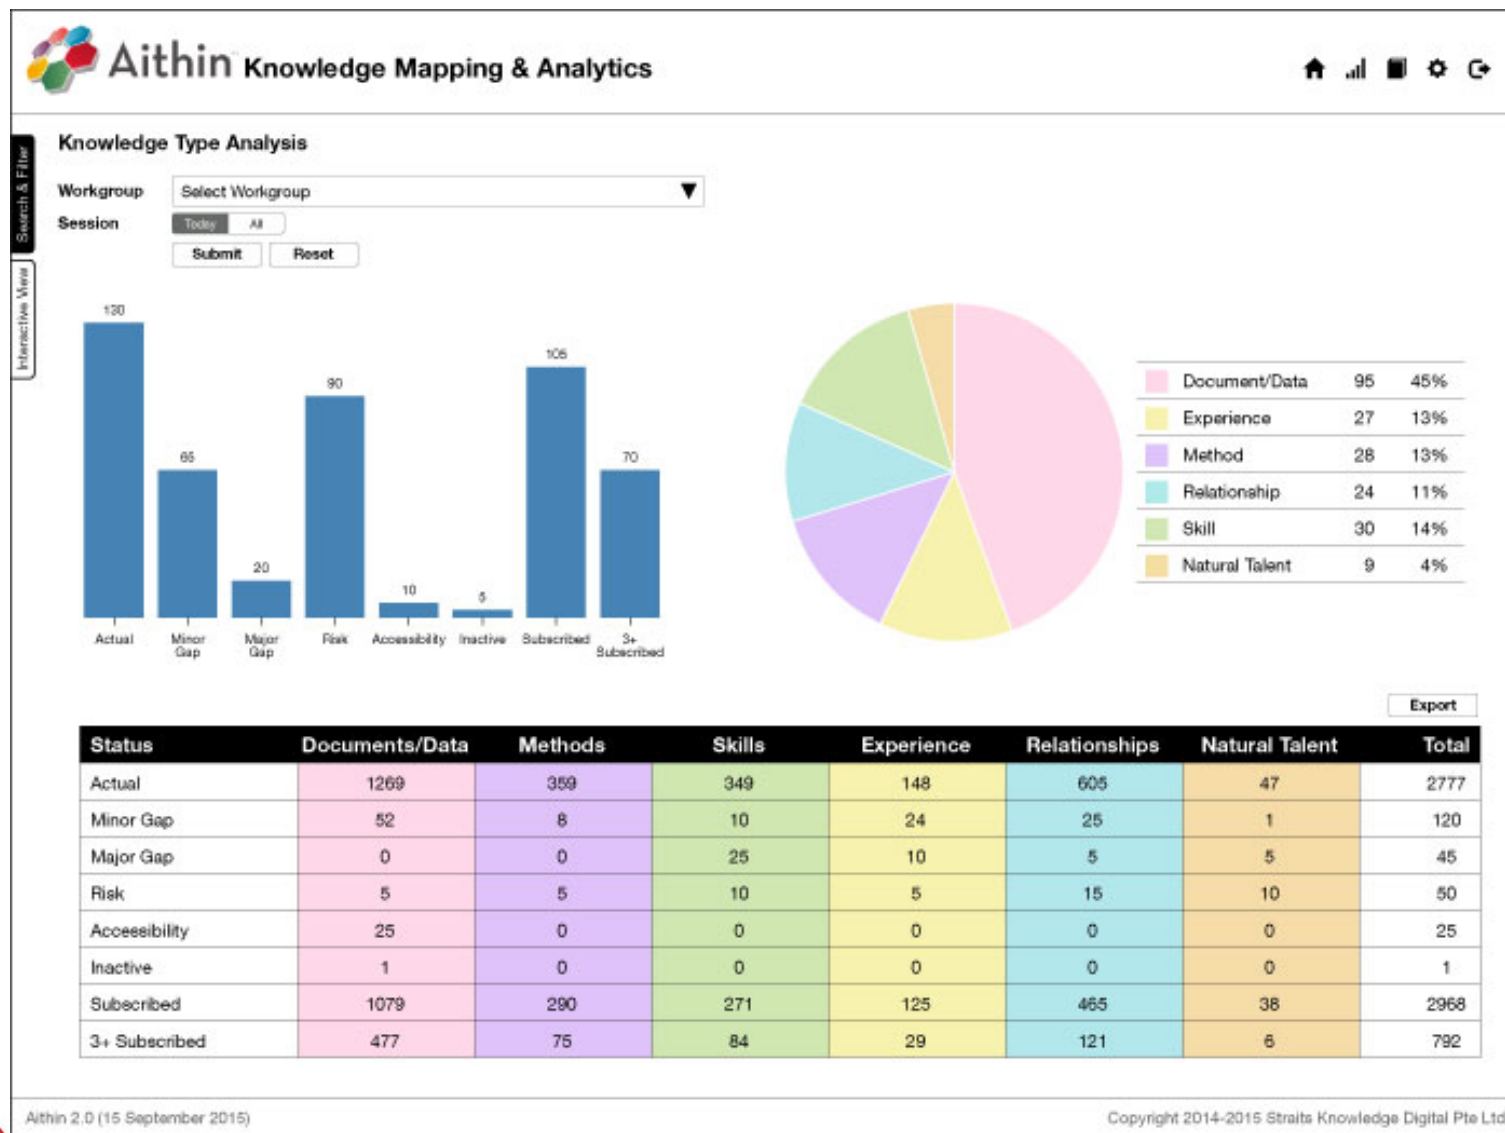 Aithin™ Knowledge Mapping & Analytics
Search & Filter
Interactive View
Knowledge Type Analysis
Workgroup Select Workgroup
Session Today All
Submit Reset
130
65
20
90
10
5
105
70
Actual
Minor Gap
Major Gap
Risk
Accessibility
Inactive
Subscribed
3+ Subscribed
Document/Data 95 45%
Experience 27 13%
Method 28 13%
Relationship 24 11%
Skill 30 14%
Natural Talent 9 4%
Export
Status Documents/Data Methods Skills Experience Relationships Natural Talent Total
Actual 1269 359 349 148 605 47 2777
Minor Gap 52 8 10 24 25 1 120
Major Gap 0 0 25 10 5 5 45
Risk 5 5 10 5 15 10 50
Accessibility 25 0 0 0 0 0 25
Inactive 1 0 0 0 0 0 1
Subscribed 1079 290 271 125 465 38 2968
3+ Subscribed 477 75 84 29 121 6 792
Aithin 2.0 (15 September 2015)
Copyright 2014-2015 Straits Knowledge Digital Pte Ltd